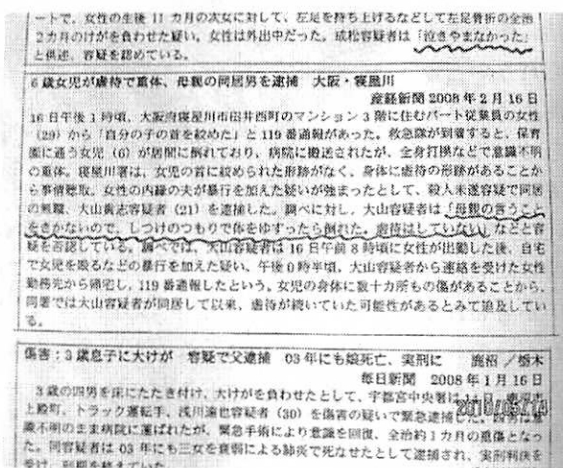 ートで、女性の生後 11 カ月の次女に対して、左足を持ち上げるなどして左足骨折の全治
2カ月のけがを負わせた疑い。女性は外出中だった。成松容疑者は「泣きやまなかった」
と供述、容疑を認めている。
6歳女児が虐待で重体、母親の同居男を逮捕　大阪・寝屋川
産経新聞 2008 年 2 月 16 日
16 日午後 1 時頃、大阪府寝屋川市田井西町のマンション 3 階に住むパート従業員の女性
(29) から「自分の子の首を絞めた」と 119 番通報があった。救急隊が到着すると、保育
園に通う女児 (6) が居間に倒れており、病院に搬送されたが、全身打撲などで意識不明
の重体。寝屋川署は、女児の首に絞められた形跡がなく、身体に虐待の形跡があることか
ら事情聴取。女性の内縁の夫が暴行を加えた疑いが強まったとして、殺人未遂容疑で同居
の無職、大山 容疑者 (21) を逮捕した。調べに対し、大山容疑者は「母親の言うこと
をきかないので、しつけのつもりで体をゆすったら倒れた。虐待はしていない」などと容
疑を否認している。調べでは、大山容疑者は 16 日午前 8 時頃に女性が出勤した後、自宅
で女児を殴るなどの暴行を加えた疑い。午後 0 時半頃、大山容疑者から連絡を受けた女性
勤務先から帰宅し、119 番通報したという。女児の身体に数十カ所もの傷があることから、
同署では大山容疑者が同居して以来、虐待が続いていた可能性があるとみて追及してい
る。
傷害：3歳息子に大けが　容疑で父逮捕　03 年にも 死亡、実刑に　鹿沼 ／栃木
毎日新聞　2008 年 1 月 16 日
3 歳の四男を床にたたき付け、大けがを負わせたとして、宇都宮中央署は
上殿町、トラック運転手、浅川 容疑者 (30) を傷害の疑いで緊急逮捕した。四男は意
識不明のまま病院に運ばれたが、緊急手術により意識を回復、全治約 1 カ月の重傷となっ
た。同容疑者は 03 年にも三女を衰弱による肺炎で死なせたとして逮捕され、実刑判決を
受け、刑期を終えていた。
2010/05/14